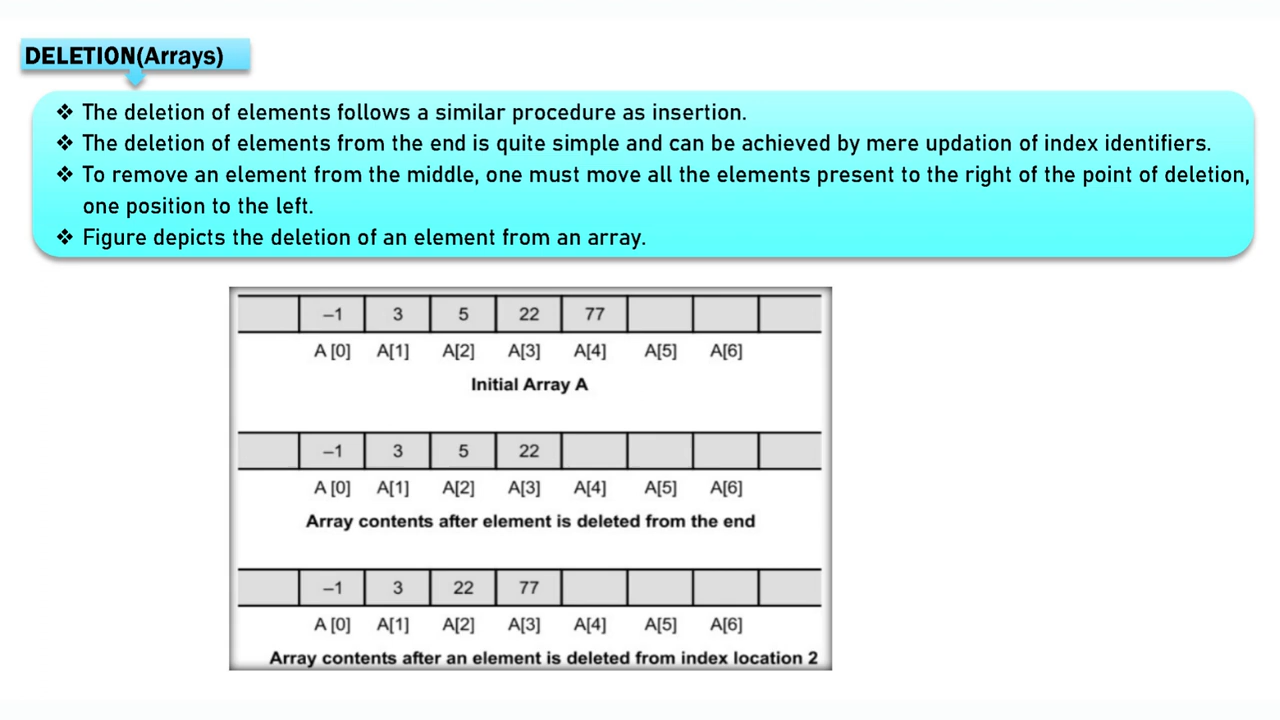 DELETION(Arrays)
❖ The deletion of elements follows a similar procedure as insertion.
❖ The deletion of elements from the end is quite simple and can be achieved by mere updation of index identifiers.
❖ To remove an element from the middle, one must move all the elements present to the right of the point of deletion,
one position to the left.
❖ Figure depicts the deletion of an element from an array.
–1 3 5 22 77
A [0] A[1] A[2] A[3] A[4] A[5] A[6]
Initial Array A
–1 3 5 22
A [0] A[1] A[2] A[3] A[4] A[5] A[6]
Array contents after element is deleted from the end
–1 3 22 77
A [0] A[1] A[2] A[3] A[4] A[5] A[6]
Array contents after an element is deleted from index location 2